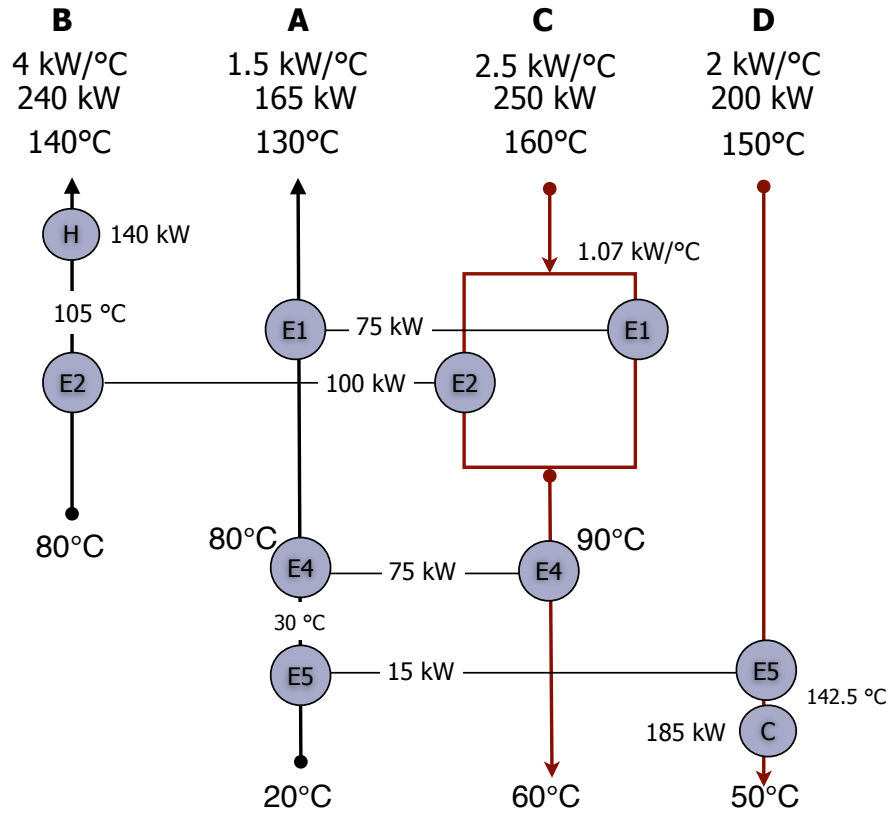 B
A
C
D
4 kW/°C
1.5 kW/°C
2.5 kW/°C
2 kW/°C
240 kW
165 kW
250 kW
200 kW
140°C
130°C
160°C
150°C
H
140 kW
1.07 kW/°C
105 °C
E1
75 kW
E1
E2
100 kW
E2
80°C
80°C
90°C
E4
75 kW
E4
30 °C
E5
15 kW
E5
142.5 °C
185 kW
C
20°C
60°C
50°C